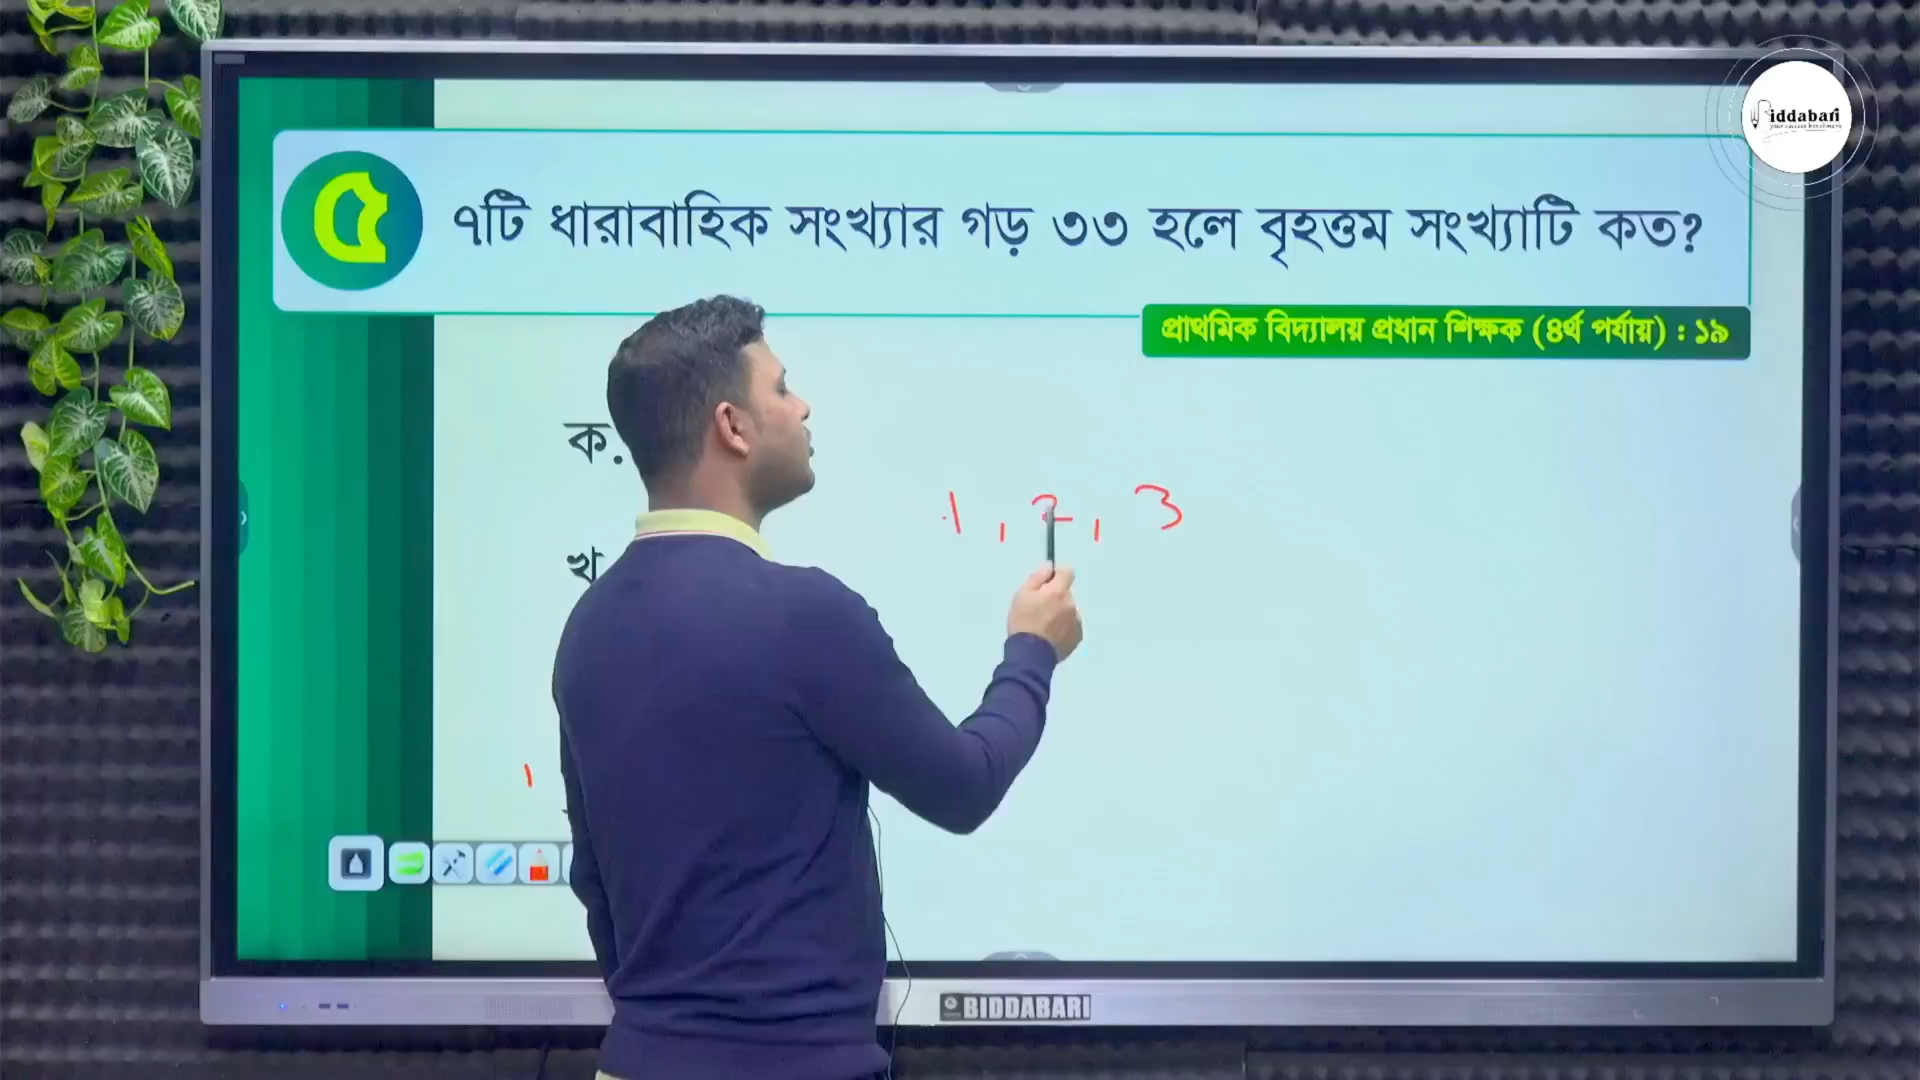 iddabari
৫
৭টি ধারাবাহিক সংখ্যার গড় ৩৩ হলে বৃহত্তম সংখ্যাটি কত?
প্রাথমিক বিদ্যালয় প্রধান শিক্ষক (৪র্থ পর্যায়) : ১৯
ক.
1 , 2 , 3
খ
BIDDABARI